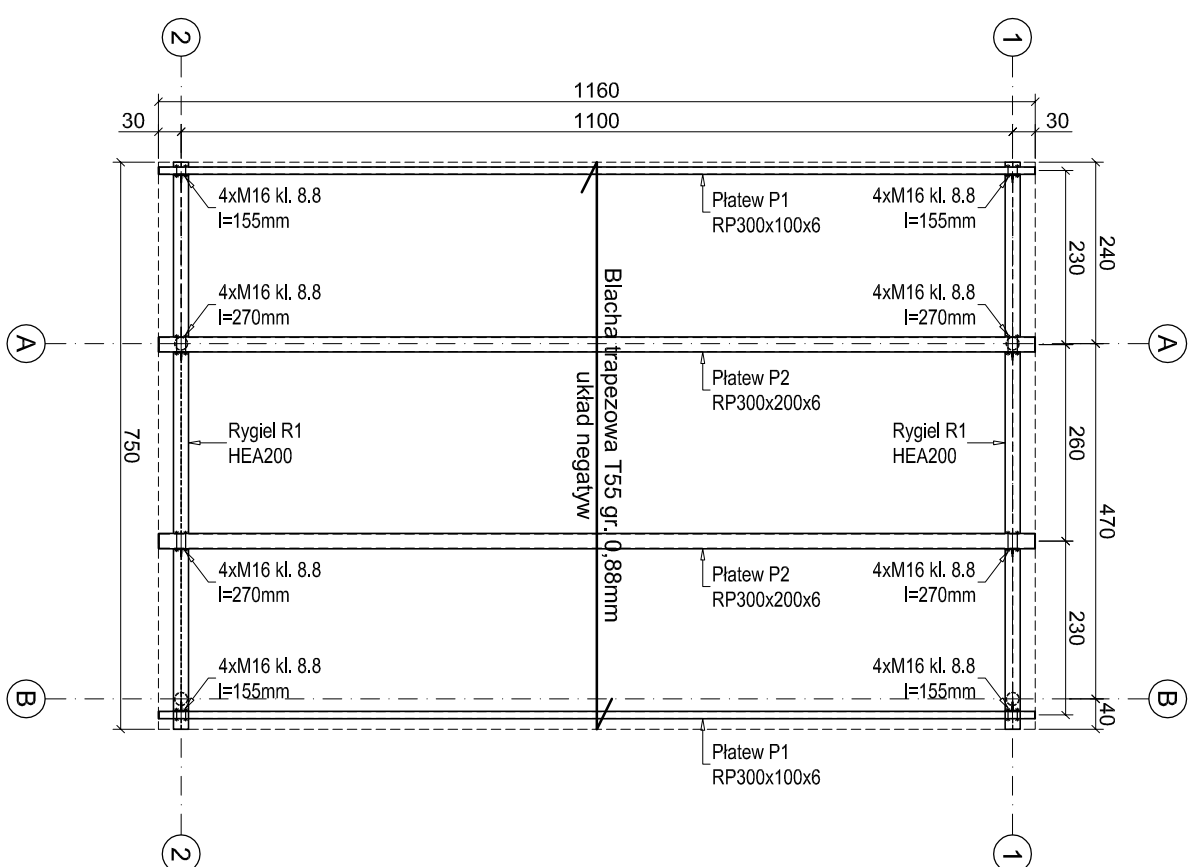 2
1
1160
30
1100
30
4xM16 kl. 8.8
l=155mm
Płatew P1
RP300x100x6
4xM16 kl. 8.8
l=155mm
230
240
4xM16 kl. 8.8
l=270mm
4xM16 kl. 8.8
l=270mm
A
A
Płatew P2
RP300x200x6
Blacha trapezowa T55 gr. 0,88mm
układ negatyw
750
Rygiel R1
HEA200
Rygiel R1
HEA200
260
470
4xM16 kl. 8.8
l=270mm
Płatew P2
RP300x200x6
4xM16 kl. 8.8
l=270mm
230
4xM16 kl. 8.8
l=155mm
4xM16 kl. 8.8
l=155mm
B
B
40
Płatew P1
RP300x100x6
2
1